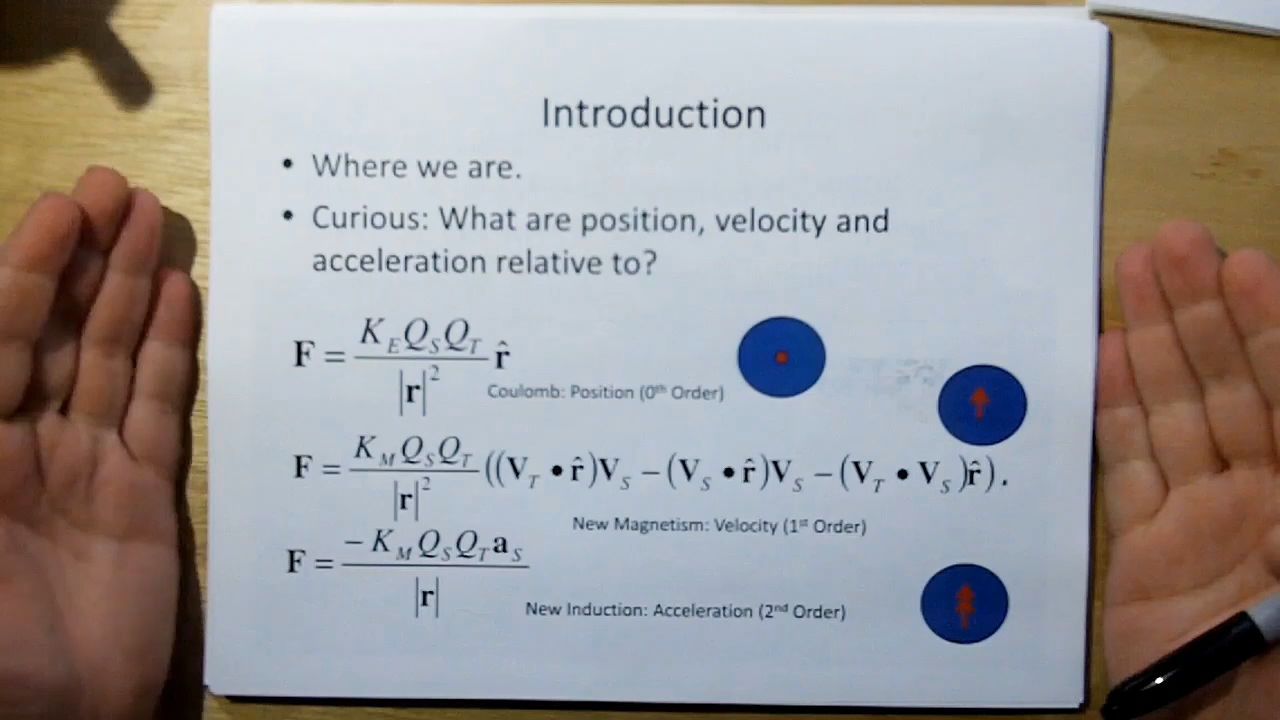 Introduction
• Where we are.
• Curious: What are position, velocity and
acceleration relative to?
F = K_E Q_S Q_T / |r|² r̂
Coulomb: Position (0th Order)
F = K_M Q_S Q_T / |r|² ((V_T • r̂)V_S − (V_S • r̂)V_S − (V_T • V_S)r̂).
New Magnetism: Velocity (1st Order)
F = −K_M Q_S Q_T a_S / |r|
New Induction: Acceleration (2nd Order)